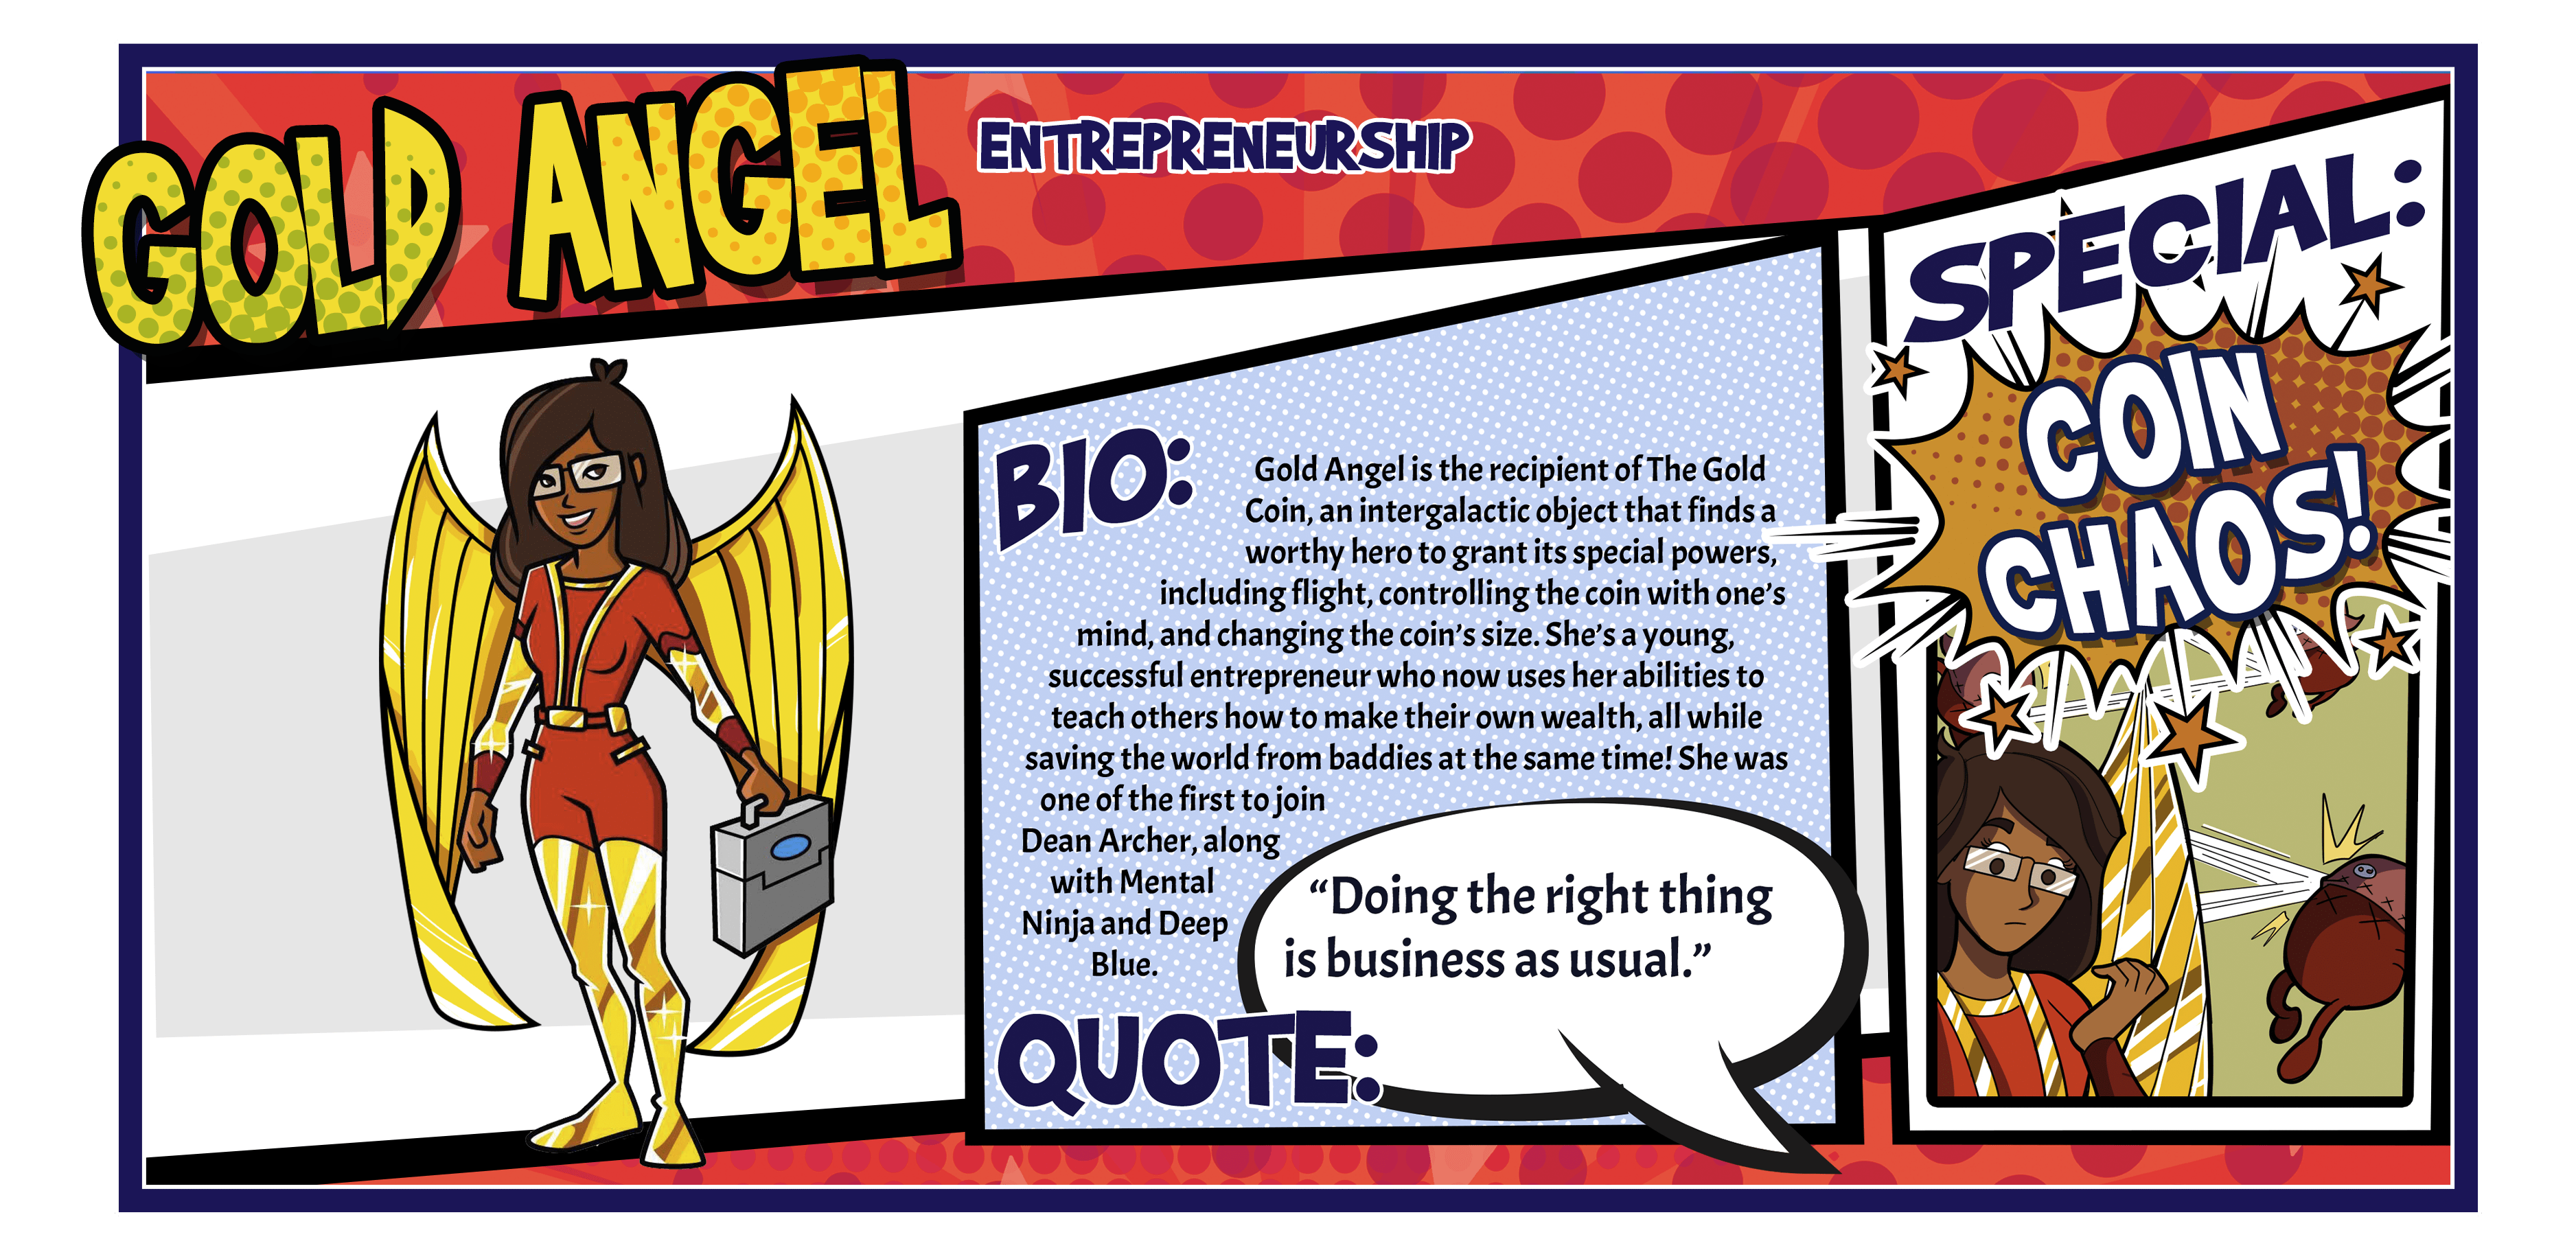 GOLD ANGEL
ENTREPRENEURSHIP
BIO:
Gold Angel is the recipient of The Gold
Coin, an intergalactic object that finds a
worthy hero to grant its special powers,
including flight, controlling the coin with one’s
mind, and changing the coin’s size. She’s a young,
successful entrepreneur who now uses her abilities to
teach others how to make their own wealth, all while
saving the world from baddies at the same time! She was
one of the first to join
Dean Archer, along
with Mental
Ninja and Deep
Blue.
QUOTE:
“Doing the right thing
is business as usual.”
SPECIAL:
COIN
CHAOS!